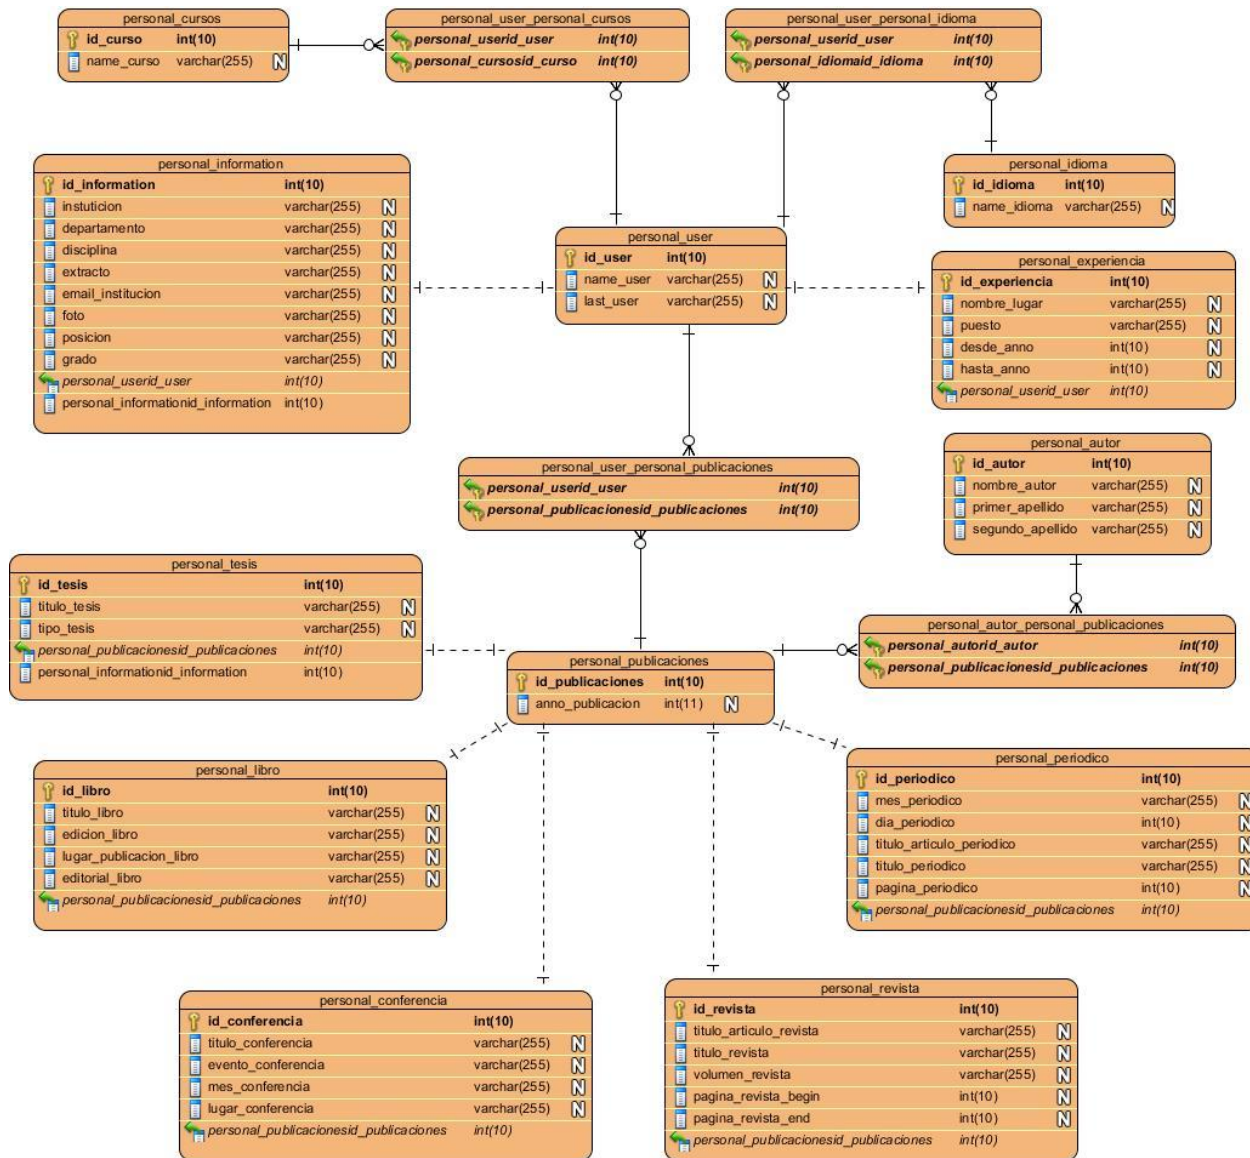 personal_cursos
id_curso int(10)
name_curso varchar(255) N
personal_user_personal_cursos
personal_userid_user int(10)
personal_cursosid_curso int(10)
personal_user_personal_idioma
personal_userid_user int(10)
personal_idiomaid_idioma int(10)
personal_information
id_information int(10)
instuticion varchar(255) N
departamento varchar(255) N
disciplina varchar(255) N
extracto varchar(255) N
email_institucion varchar(255) N
foto varchar(255) N
posicion varchar(255) N
grado varchar(255) N
personal_userid_user int(10)
personal_informationid_information int(10)
personal_idioma
id_idioma int(10)
name_idioma varchar(255) N
personal_user
id_user int(10)
name_user varchar(255) N
last_user varchar(255) N
personal_experiencia
id_experiencia int(10)
nombre_lugar varchar(255) N
puesto varchar(255) N
desde_anno int(10) N
hasta_anno int(10) N
personal_userid_user int(10)
personal_user_personal_publicaciones
personal_userid_user int(10)
personal_publicacionesid_publicaciones int(10)
personal_autor
id_autor int(10)
nombre_autor varchar(255) N
primer_apellido varchar(255) N
segundo_apellido varchar(255) N
personal_tesis
id_tesis int(10)
titulo_tesis varchar(255) N
tipo_tesis varchar(255) N
personal_publicacionesid_publicaciones int(10)
personal_informationid_information int(10)
personal_autor_personal_publicaciones
personal_autorid_autor int(10)
personal_publicacionesid_publicaciones int(10)
personal_publicaciones
id_publicaciones int(10)
anno_publicacion int(11) N
personal_libro
id_libro int(10)
titulo_libro varchar(255) N
edicion_libro varchar(255) N
lugar_publicacion_libro varchar(255) N
editorial_libro varchar(255) N
personal_publicacionesid_publicaciones int(10)
personal_periodico
id_periodico int(10)
mes_periodico varchar(255) N
dia_periodico int(10) N
titulo_articulo_periodico varchar(255) N
titulo_periodico varchar(255) N
pagina_periodico int(10) N
personal_publicacionesid_publicaciones int(10)
personal_conferencia
id_conferencia int(10)
titulo_conferencia varchar(255) N
evento_conferencia varchar(255) N
mes_conferencia varchar(255) N
lugar_conferencia varchar(255) N
personal_publicacionesid_publicaciones int(10)
personal_revista
id_revista int(10)
titulo_articulo_revista varchar(255) N
titulo_revista varchar(255) N
volumen_revista varchar(255) N
pagina_revista_begin int(10) N
pagina_revista_end int(10) N
personal_publicacionesid_publicaciones int(10)